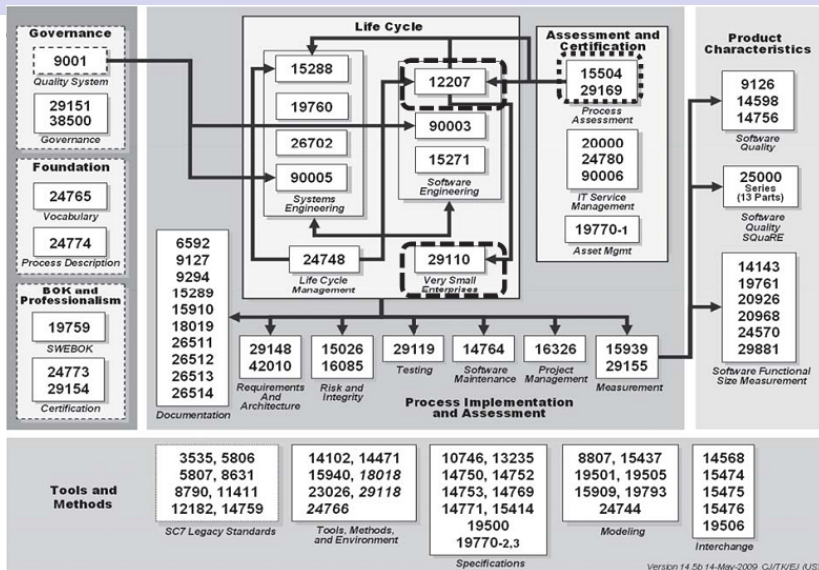 Governance
9001
Quality System
29151
38500
Governance
Foundation
24765
Vocabulary
24774
Process Description
BOK and
Professionalism
19759
SWEBOK
24773
29154
Certification
Life Cycle
15288
19760
26702
90005
Systems
Engineering
12207
90003
15271
Software
Engineering
24748
Life Cycle
Management
29110
Very Small
Enterprises
Assessment and
Certification
15504
29169
Process
Assessment
20000
24780
90006
IT Service
Management
19770-1
Asset Mgmt
6592
9127
9294
15289
15910
18019
26511
26512
26513
26514
Documentation
29148
42010
Requirements
And
Architecture
15026
16085
Risk and
Integrity
29119
Testing
14764
Software
Maintenance
16326
Project
Management
15939
29155
Measurement
Process Implementation
and Assessment
Product
Characteristics
9126
14598
14756
Software
Quality
25000
Series
(13 Parts)
Software
Quality
SQuaRE
14143
19761
20926
20968
24570
29881
Software Functional
Size Measurement
Tools and
Methods
3535, 5806
5807, 8631
8790, 11411
12182, 14759
SC7 Legacy Standards
14102, 14471
15940, 18018
23026, 29118
24766
Tools, Methods,
and Environment
10746, 13235
14750, 14752
14753, 14769
14771, 15414
19500
19770-2,3
Specifications
8807, 15437
19501, 19505
15909, 19793
24744
Modeling
14568
15474
15475
15476
19506
Interchange
Version 14.5b 14-May-2009 CJ/TK/EJ (US)